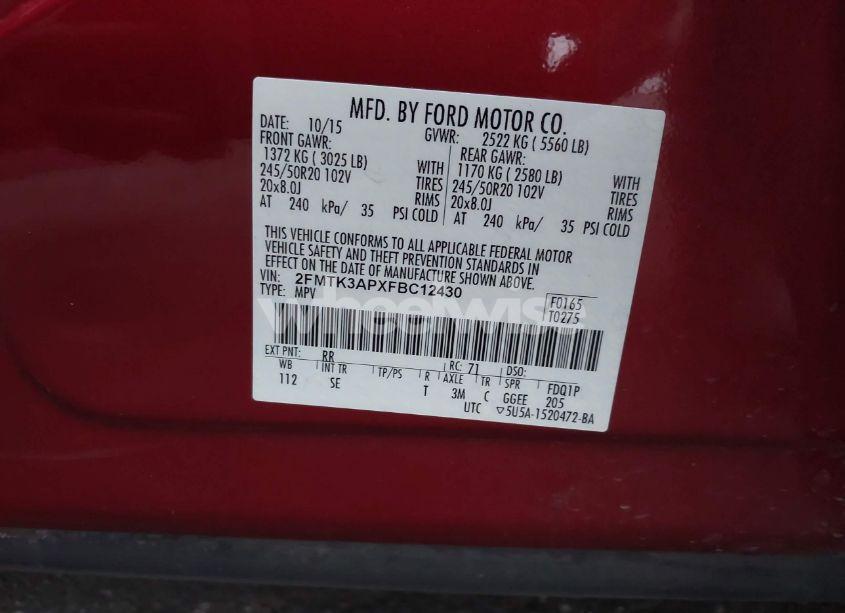 MFD. BY FORD MOTOR CO.
DATE: 10/15 GVWR: 2522 KG ( 5560 LB)
FRONT GAWR: REAR GAWR:
1372 KG ( 3025 LB) WITH 1170 KG ( 2580 LB) WITH
245/50R20 102V TIRES 245/50R20 102V TIRES
20x8.0J RIMS 20x8.0J RIMS
AT 240 kPa/ 35 PSI COLD AT 240 kPa/ 35 PSI COLD
THIS VEHICLE CONFORMS TO ALL APPLICABLE FEDERAL MOTOR
VEHICLE SAFETY AND THEFT PREVENTION STANDARDS IN
EFFECT ON THE DATE OF MANUFACTURE SHOWN ABOVE.
VIN: 2FMTK3APXFBC12430 F0165
TYPE: MPV T0275
wheelwise
EXT PNT: RR RC: 71 DSO:
WB INT TR TP/PS R AXLE TR SPR FDQ1P
112 SE T 3M C GGEE 205
UTC ▽5U5A-1520472-BA